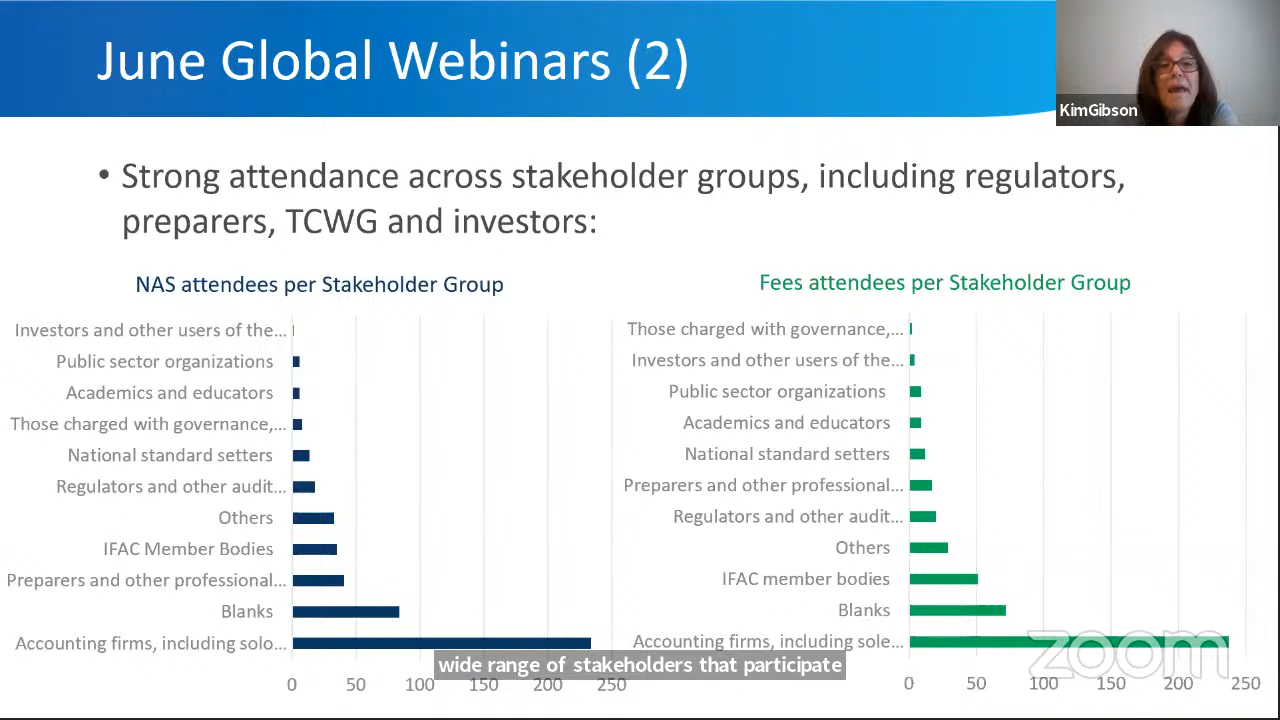 June Global Webinars (2)
KimGibson
• Strong attendance across stakeholder groups, including regulators,
preparers, TCWG and investors:
NAS attendees per Stakeholder Group
Investors and other users of the...
Public sector organizations
Academics and educators
Those charged with governance,...
National standard setters
Regulators and other audit...
Others
IFAC Member Bodies
Preparers and other professional...
Blanks
Accounting firms, including solo...
0 50 100 150 200 250
Fees attendees per Stakeholder Group
Those charged with governance,...
Investors and other users of the...
Public sector organizations
Academics and educators
National standard setters
Preparers and other professional...
Regulators and other audit...
Others
IFAC member bodies
Blanks
Accounting firms, including sole...
0 50 100 150 200 250
wide range of stakeholders that participate
zoom